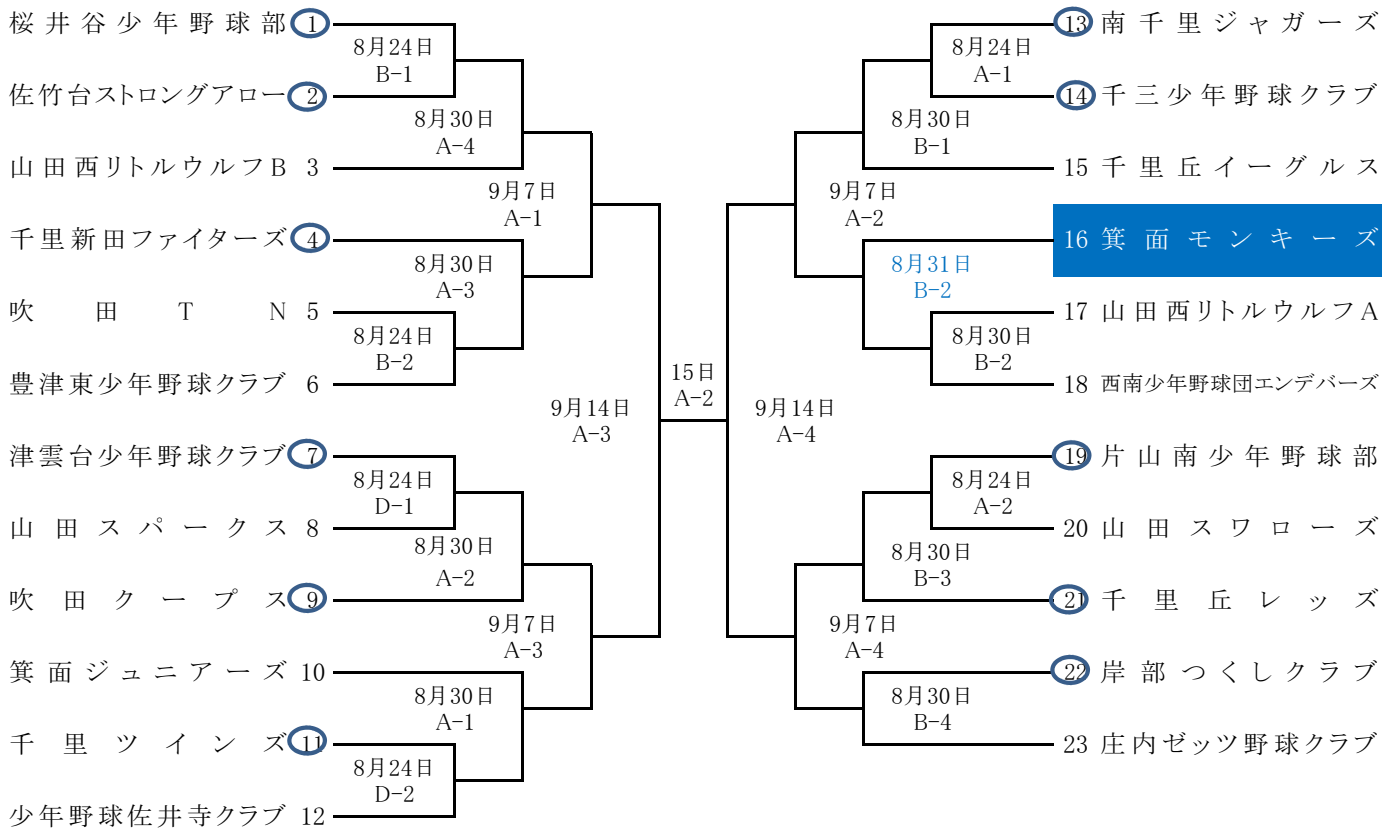 桜井谷少年野球部 1
8月24日
B-1
佐竹台ストロングアロー 2
8月30日
A-4
山田西リトルウルフB 3
9月7日
A-1
千里新田ファイターズ 4
8月30日
A-3
吹田TN 5
8月24日
B-2
豊津東少年野球クラブ 6
9月14日
A-3
津雲台少年野球クラブ 7
8月24日
D-1
山田スパークス 8
8月30日
A-2
吹田クープス 9
9月7日
A-3
箕面ジュニアーズ 10
8月30日
A-1
千里ツインズ 11
8月24日
D-2
少年野球佐井寺クラブ 12
15日
A-2
13 南千里ジャガーズ
8月24日
A-1
14 千三少年野球クラブ
8月30日
B-1
15 千里丘イーグルス
9月7日
A-2
16 箕面モンキーズ
8月31日
B-2
17 山田西リトルウルフA
8月30日
B-2
18 西南少年野球団エンデバーズ
9月14日
A-4
19 片山南少年野球部
8月24日
A-2
20 山田スワローズ
8月30日
B-3
21 千里丘レッズ
9月7日
A-4
22 岸部つくしクラブ
8月30日
B-4
23 庄内ゼッツ野球クラブ